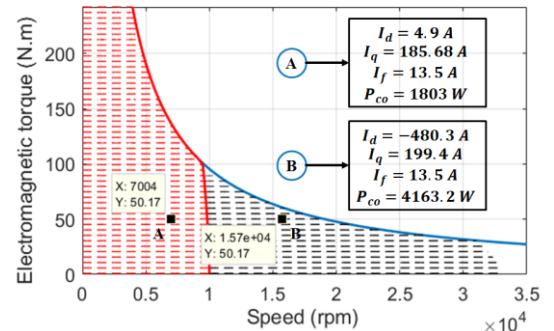 Electromagnetic torque (N.m)
200
150
100
50
0
A
I_d = 4.9 A
I_q = 185.68 A
I_f = 13.5 A
P_co = 1803 W
B
I_d = −480.3 A
I_q = 199.4 A
I_f = 13.5 A
P_co = 4163.2 W
X: 7004
Y: 50.17
A
X: 1.57e+04
Y: 50.17
B
0 0.5 1 1.5 2 2.5 3 3.5
Speed (rpm)
×10⁴